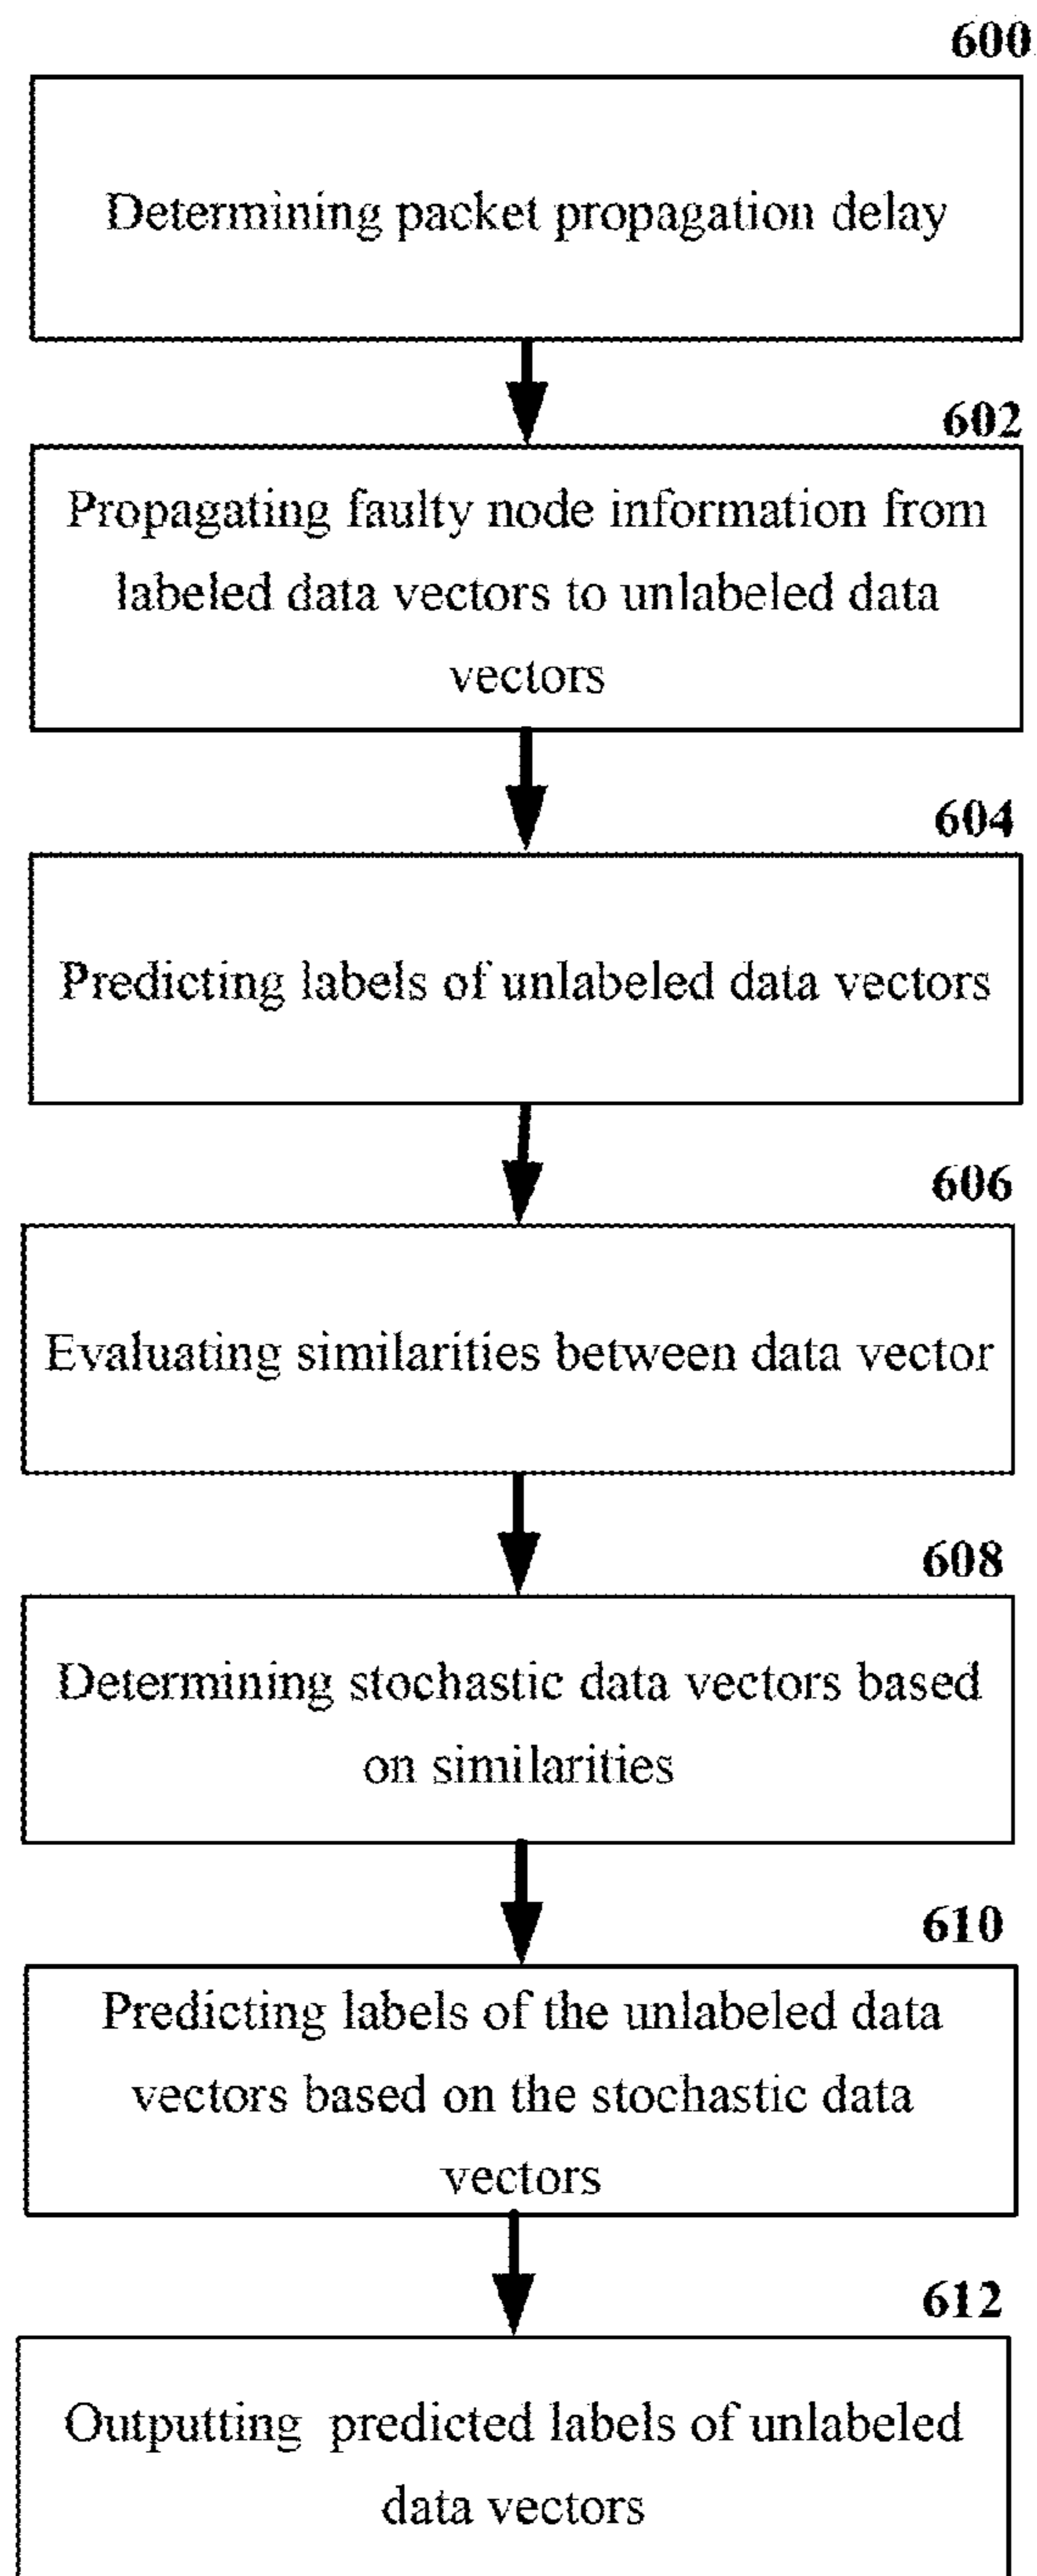 600
Determining packet propagation delay
602
Propagating faulty node information from
labeled data vectors to unlabeled data
vectors
604
Predicting labels of unlabeled data vectors
606
Evaluating similarities between data vector
608
Determining stochastic data vectors based
on similarities
610
Predicting labels of the unlabeled data
vectors based on the stochastic data
vectors
612
Outputting predicted labels of unlabeled
data vectors